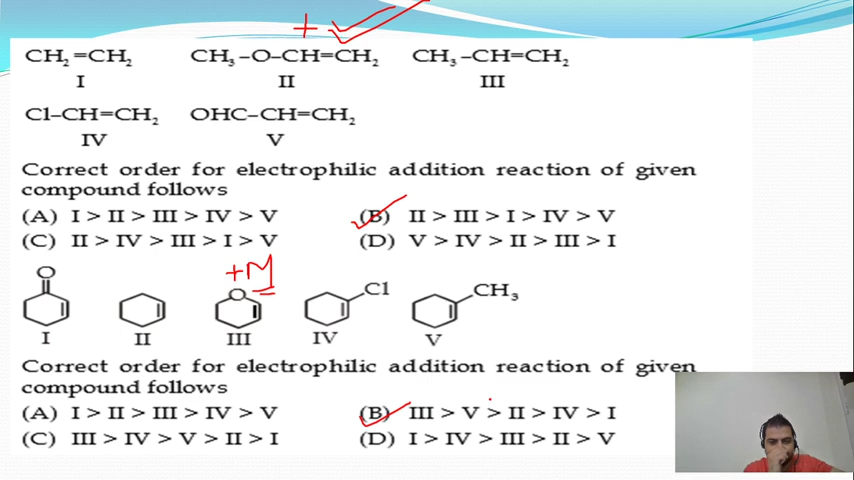 +
CH₂=CH₂ CH₃–O–CH=CH₂ CH₃–CH=CH₂
I II III
Cl–CH=CH₂ OHC–CH=CH₂
IV V
Correct order for electrophilic addition reaction of given
compound follows
(A) I > II > III > IV > V (B) II > III > I > IV > V
(C) II > IV > III > I > V (D) V > IV > II > III > I
+M
O O Cl CH₃
I II III IV V
Correct order for electrophilic addition reaction of given
compound follows
(A) I > II > III > IV > V (B) III > V > II > IV > I
(C) III > IV > V > II > I (D) I > IV > III > II > V